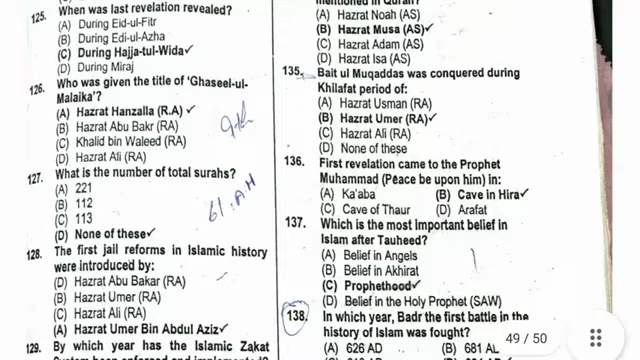 125. When was last revelation revealed?
(A) During Eid-ul-Fitr
(B) During Edi-ul-Azha
(C) During Hajja-tul-Wida✓
(D) During Miraj
126. Who was given the title of 'Ghaseel-ul-
Malaika'?
(A) Hazrat Hanzalla (R.A) ✓
(B) Hazrat Abu Bakr (RA)
(C) Khalid bin Waleed (RA)
(D) Hazrat Ali (RA)
127. What is the number of total surahs?
(A) 221
(B) 112
(C) 113
(D) None of these✓
61 A H
128. The first jail reforms in Islamic history
were introduced by:
(D) Hazrat Abu Bakar (RA)
(B) Hazrat Umer (RA)
(C) Hazrat Ali (RA)
(A) Hazrat Umer Bin Abdul Aziz✓
129. By which year has the Islamic Zakat
mentioned in Quran?
(A) Hazrat Noah (AS)
(B) Hazrat Musa (AS)✓
(C) Hazrat Adam (AS)
(D) Hazrat Isa (AS)
135. Bait ul Muqaddas was conquered during
Khilafat period of:
(A) Hazrat Usman (RA)
(B) Hazrat Umer (RA)✓
(C) Hazrat Ali (RA)
(D) None of these
136. First revelation came to the Prophet
Muhammad (Peace be upon him) in:
(A) Ka'aba (B) Cave in Hira✓
(C) Cave of Thaur (D) Arafat
137. Which is the most important belief in
Islam after Tauheed?
(A) Belief in Angels
(B) Belief in Akhirat
(C) Prophethood✓
(D) Belief in the Holy Prophet (SAW)
138. In which year, Badr the first battle in the
history of Islam was fought?
(A) 626 AD (B) 681 AD
49 / 50